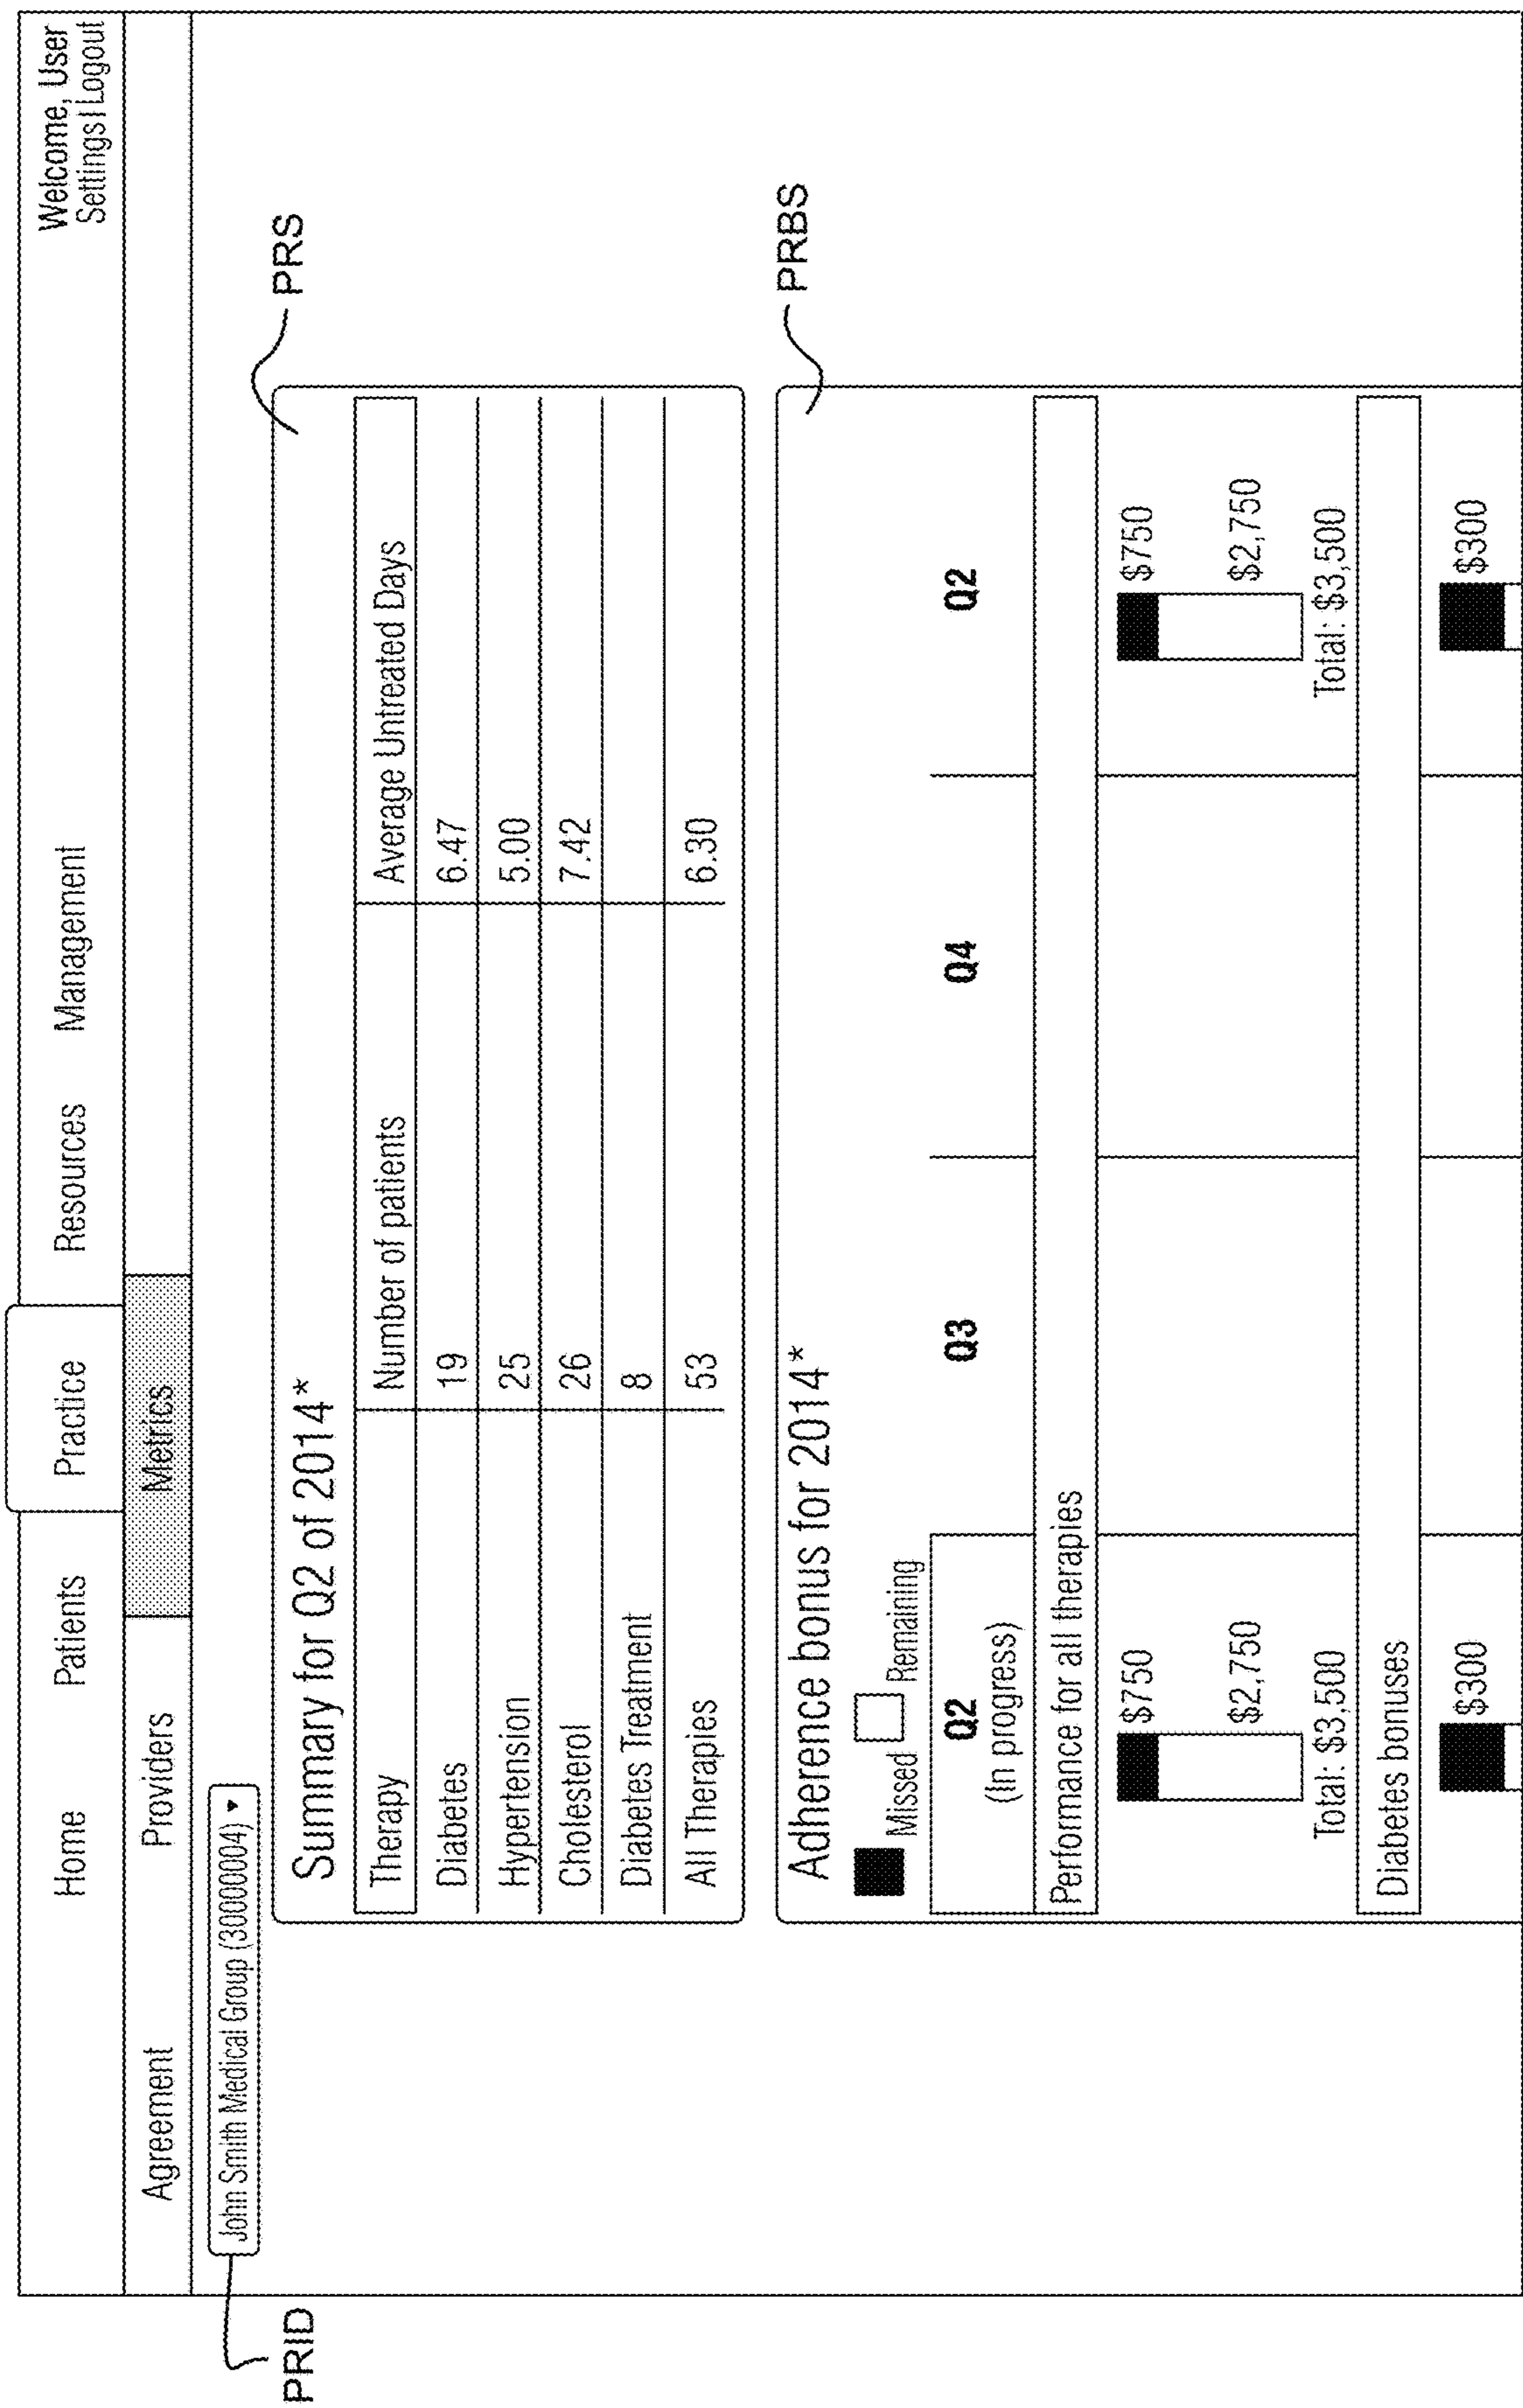 Welcome, User
Settings | Logout
Home Patients Practice Resources Management
Agreement Providers Metrics
PRID
John Smith Medical Group (30000004) ▾
PRS
Summary for Q2 of 2014*
Therapy Number of patients Average Untreated Days
Diabetes 19 6.47
Hypertension 25 5.00
Cholesterol 26 7.42
Diabetes Treatment 8
All Therapies 53 6.30
PRBS
Adherence bonus for 2014*
Missed Remaining
Q2 Q3 Q4 Q2
(In progress)
Performance for all therapies
$750 $750
$2,750 $2,750
Total: $3,500 Total: $3,500
Diabetes bonuses
$300 $300